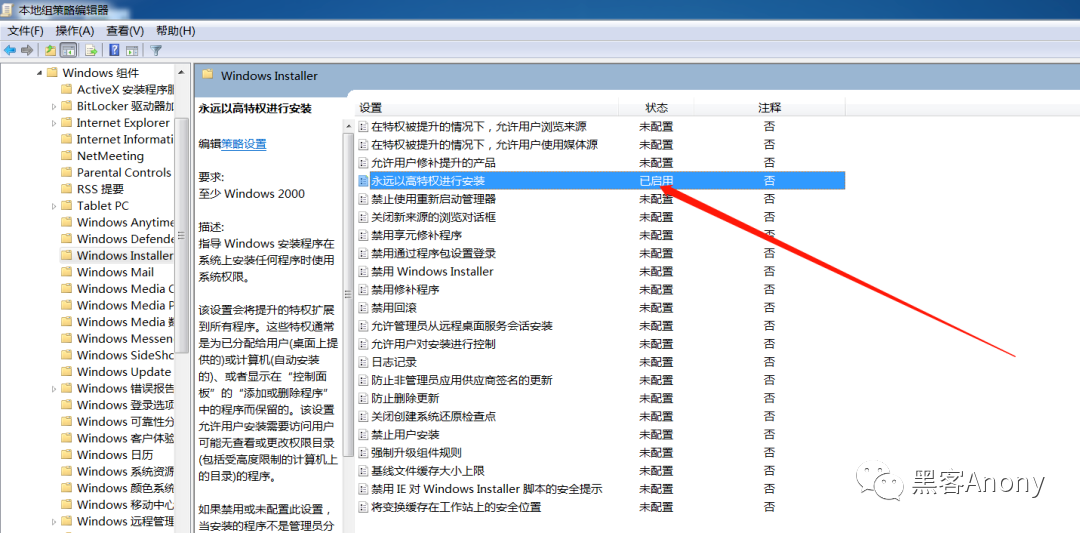 本地组策略编辑器
文件(F) 操作(A) 查看(V) 帮助(H)
Windows 组件
ActiveX 安装程序服
BitLocker 驱动器加
Internet Explorer
Internet Informati
NetMeeting
Parental Controls
RSS 提要
Tablet PC
Windows Anytime
Windows Defende
Windows Installer
Windows Mail
Windows Media C
Windows Media P
Windows Media 数
Windows Messen
Windows SideSho
Windows Update
Windows 错误报告
Windows 登录选项
Windows 可靠性分
Windows 客户体验
Windows 日历
Windows 系统资源
Windows 颜色系统
Windows 移动中心
Windows 远程管理
Windows Installer
永远以高特权进行安装
编辑策略设置
要求:
至少 Windows 2000
描述:
指导 Windows 安装程序在
系统上安装任何程序时使用
系统权限。
该设置会将提升的特权扩展
到所有程序。这些特权通常
是为已分配给用户(桌面上提
供的)或计算机(自动安装
的)、或者显示在“控制面
板”的“添加或删除程序”
中的程序而保留的。该设置
允许用户安装需要访问用户
可能无查看或更改权限目录
(包括受高度限制的计算机上
的目录)的程序。
如果禁用或未配置此设置，
当安装的程序不是管理员分
设置 状态 注释
在特权被提升的情况下，允许用户浏览来源 未配置 否
在特权被提升的情况下，允许用户使用媒体源 未配置 否
允许用户修补提升的产品 未配置 否
永远以高特权进行安装 已启用 否
禁止使用重新启动管理器 未配置 否
关闭新来源的浏览对话框 未配置 否
禁用享元修补程序 未配置 否
禁用通过程序包设置登录 未配置 否
禁用 Windows Installer 未配置 否
禁用修补程序 未配置 否
禁用回滚 未配置 否
允许管理员从远程桌面服务会话安装 未配置 否
允许用户对安装进行控制 未配置 否
日志记录 未配置 否
防止非管理员应用供应商签名的更新 未配置 否
防止删除更新 未配置 否
关闭创建系统还原检查点 未配置 否
禁止用户安装 未配置 否
强制升级组件规则 未配置 否
基线文件缓存大小上限 未配置 否
禁用 IE 对 Windows Installer 脚本的安全提示 未配置 否
将变换缓存在工作站上的安全位置 未配置 否
黑客Anony